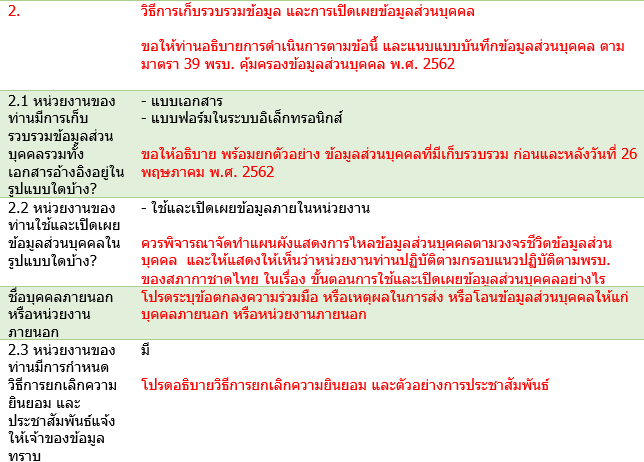 2.
วิธีการเก็บรวบรวมข้อมูล และการเปิดเผยข้อมูลส่วนบุคคล
ขอให้ท่านอธิบายการดำเนินการตามข้อนี้ และแนบแบบบันทึกข้อมูลส่วนบุคคล ตาม
มาตรา 39 พรบ. คุ้มครองข้อมูลส่วนบุคคล พ.ศ. 2562
2.1 หน่วยงานของ
ท่านมีการเก็บ
รวบรวมข้อมูลส่วน
บุคคลรวมทั้ง
เอกสารอ้างอิงอยู่ใน
รูปแบบใดบ้าง?
- แบบเอกสาร
- แบบฟอร์มในระบบอิเล็กทรอนิกส์
ขอให้อธิบาย พร้อมยกตัวอย่าง ข้อมูลส่วนบุคคลที่มีเก็บรวบรวม ก่อนและหลังวันที่ 26
พฤษภาคม พ.ศ. 2562
2.2 หน่วยงานของ
ท่านใช้และเปิดเผย
ข้อมูลส่วนบุคคลใน
รูปแบบใดบ้าง?
- ใช้และเปิดเผยข้อมูลภายในหน่วยงาน
ควรพิจารณาจัดทำแผนผังแสดงการไหลข้อมูลส่วนบุคคลตามวงจรชีวิตข้อมูลส่วน
บุคคล และให้แสดงให้เห็นว่าหน่วยงานท่านปฏิบัติตามกรอบแนวปฏิบัติตามพรบ.
ของสภากาชาดไทย ในเรื่อง ขั้นตอนการใช้และเปิดเผยข้อมูลส่วนบุคคลอย่างไร
ชื่อบุคคลภายนอก
หรือหน่วยงาน
ภายนอก
โปรดระบุข้อตกลงความร่วมมือ หรือเหตุผลในการส่ง หรือโอนข้อมูลส่วนบุคคลให้แก่
บุคคลภายนอก หรือหน่วยงานภายนอก
2.3 หน่วยงานของ
ท่านมีการกำหนด
วิธีการยกเลิกความ
ยินยอม และ
ประชาสัมพันธ์แจ้ง
ให้เจ้าของข้อมูล
ทราบ
มี
โปรดอธิบายวิธีการยกเลิกความยินยอม และตัวอย่างการประชาสัมพันธ์